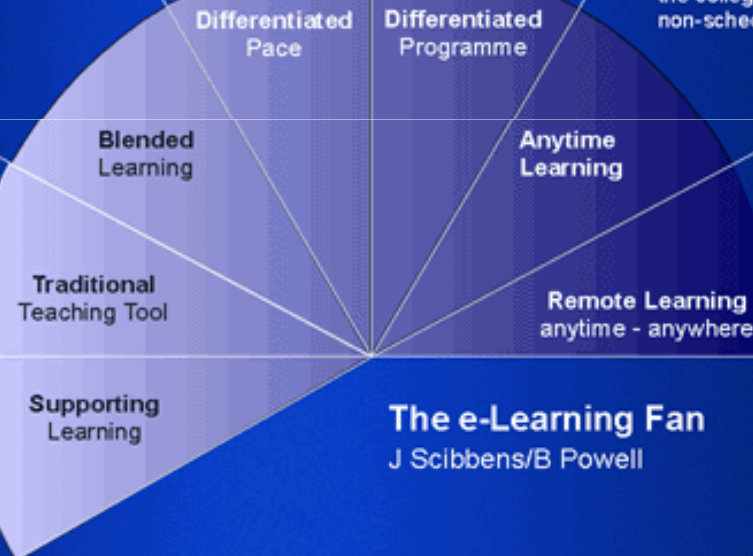 non-sche
Differentiated
Pace
Differentiated
Programme
Blended
Learning
Anytime
Learning
Traditional
Teaching Tool
Remote Learning
anytime - anywhere
Supporting
Learning
The e-Learning Fan
J Scibbens/B Powell